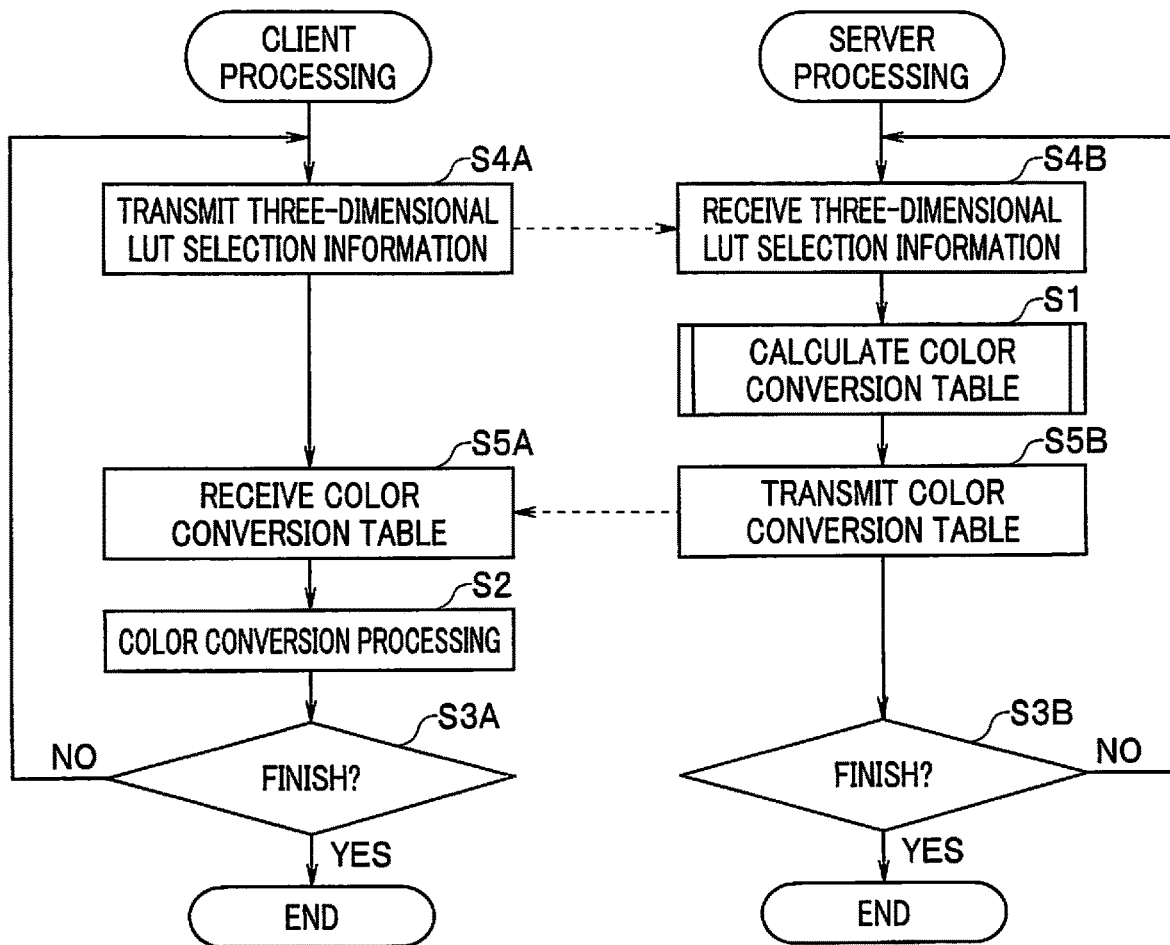 CLIENT
PROCESSING
S4A
TRANSMIT THREE-DIMENSIONAL
LUT SELECTION INFORMATION
S5A
RECEIVE COLOR
CONVERSION TABLE
S2
COLOR CONVERSION PROCESSING
S3A
NO
FINISH?
YES
END
SERVER
PROCESSING
S4B
RECEIVE THREE-DIMENSIONAL
LUT SELECTION INFORMATION
S1
CALCULATE COLOR
CONVERSION TABLE
S5B
TRANSMIT COLOR
CONVERSION TABLE
S3B
NO
FINISH?
YES
END